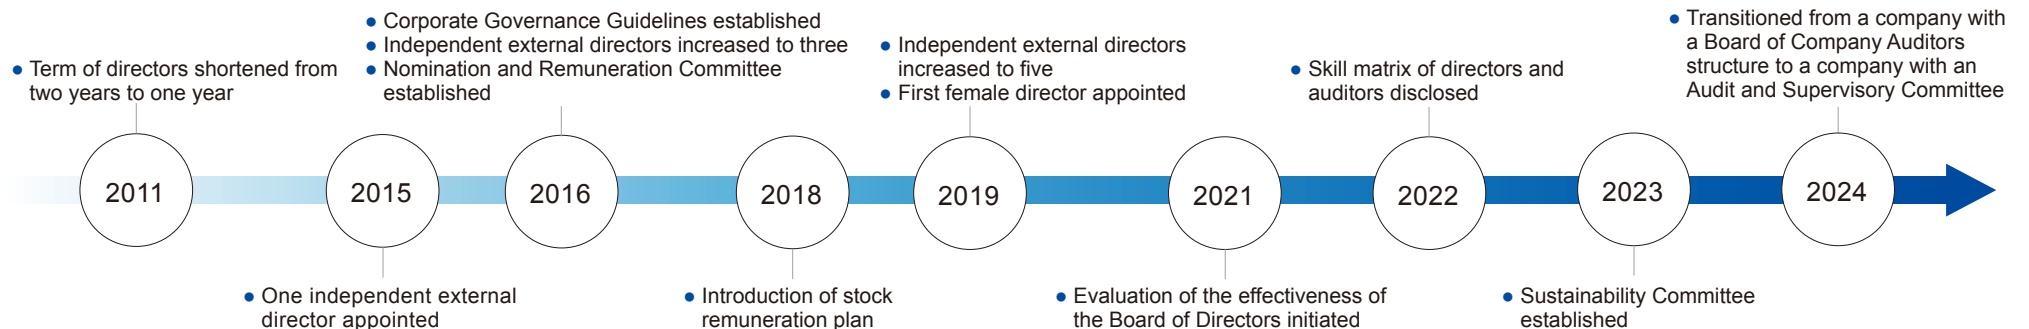 ● Term of directors shortened from
two years to one year
2011
2015
● One independent external
director appointed
● Corporate Governance Guidelines established
● Independent external directors increased to three
● Nomination and Remuneration Committee
established
2016
2018
● Introduction of stock
remuneration plan
● Independent external directors
increased to five
● First female director appointed
2019
2021
● Evaluation of the effectiveness of
the Board of Directors initiated
● Skill matrix of directors and
auditors disclosed
2022
2023
● Sustainability Committee
established
● Transitioned from a company with
a Board of Company Auditors
structure to a company with an
Audit and Supervisory Committee
2024